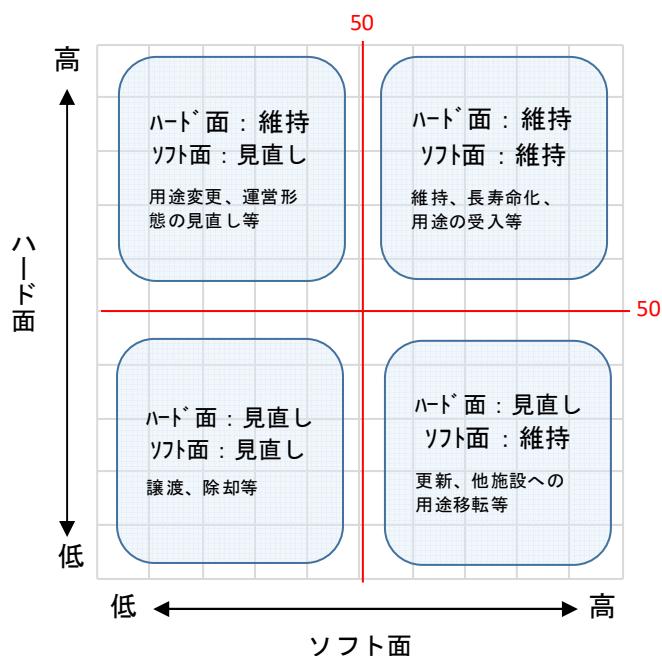 50
高
ﾊｰﾄﾞ面：維持
ｿﾌﾄ面：見直し
用途変更、運営形
態の見直し等
ﾊｰﾄﾞ面：維持
ｿﾌﾄ面：維持
維持、長寿命化、
用途の受入等
ハード面
50
ﾊｰﾄﾞ面：見直し
ｿﾌﾄ面：見直し
譲渡、除却等
ﾊｰﾄﾞ面：見直し
ｿﾌﾄ面：維持
更新、他施設への
用途移転等
低
低
高
ソフト面